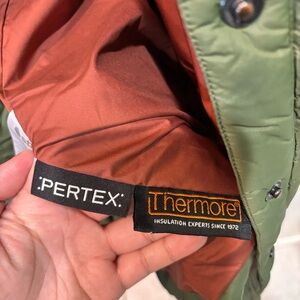 :PERTEX:
Thermore®
INSULATION EXPERTS SINCE 1972